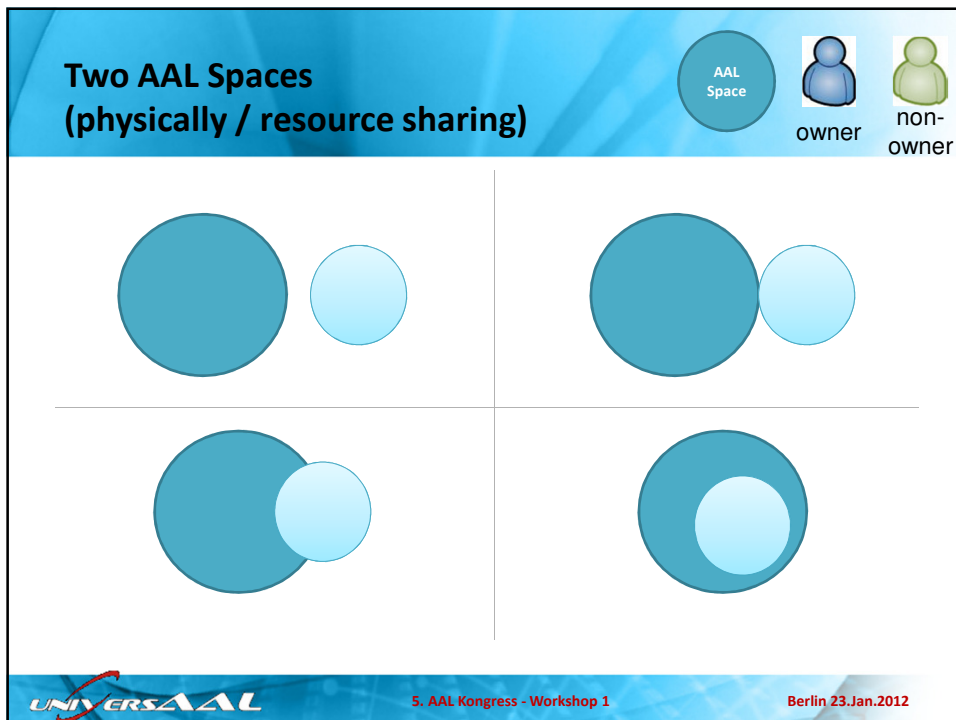 Two AAL Spaces
(physically / resource sharing)
AAL
Space
owner
non-
owner
UNIVERSAAL
5. AAL Kongress - Workshop 1
Berlin 23.Jan.2012